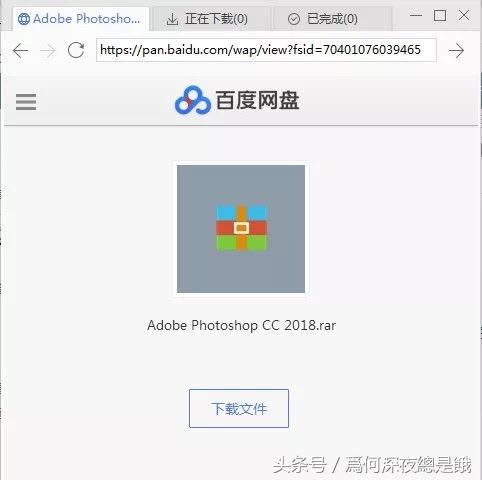 Adobe Photosho... 正在下载(0) 已完成(0)
https://pan.baidu.com/wap/view?fsid=70401076039465
百度网盘
Adobe Photoshop CC 2018.rar
下载文件
头条号 / 爲何深夜總是餓